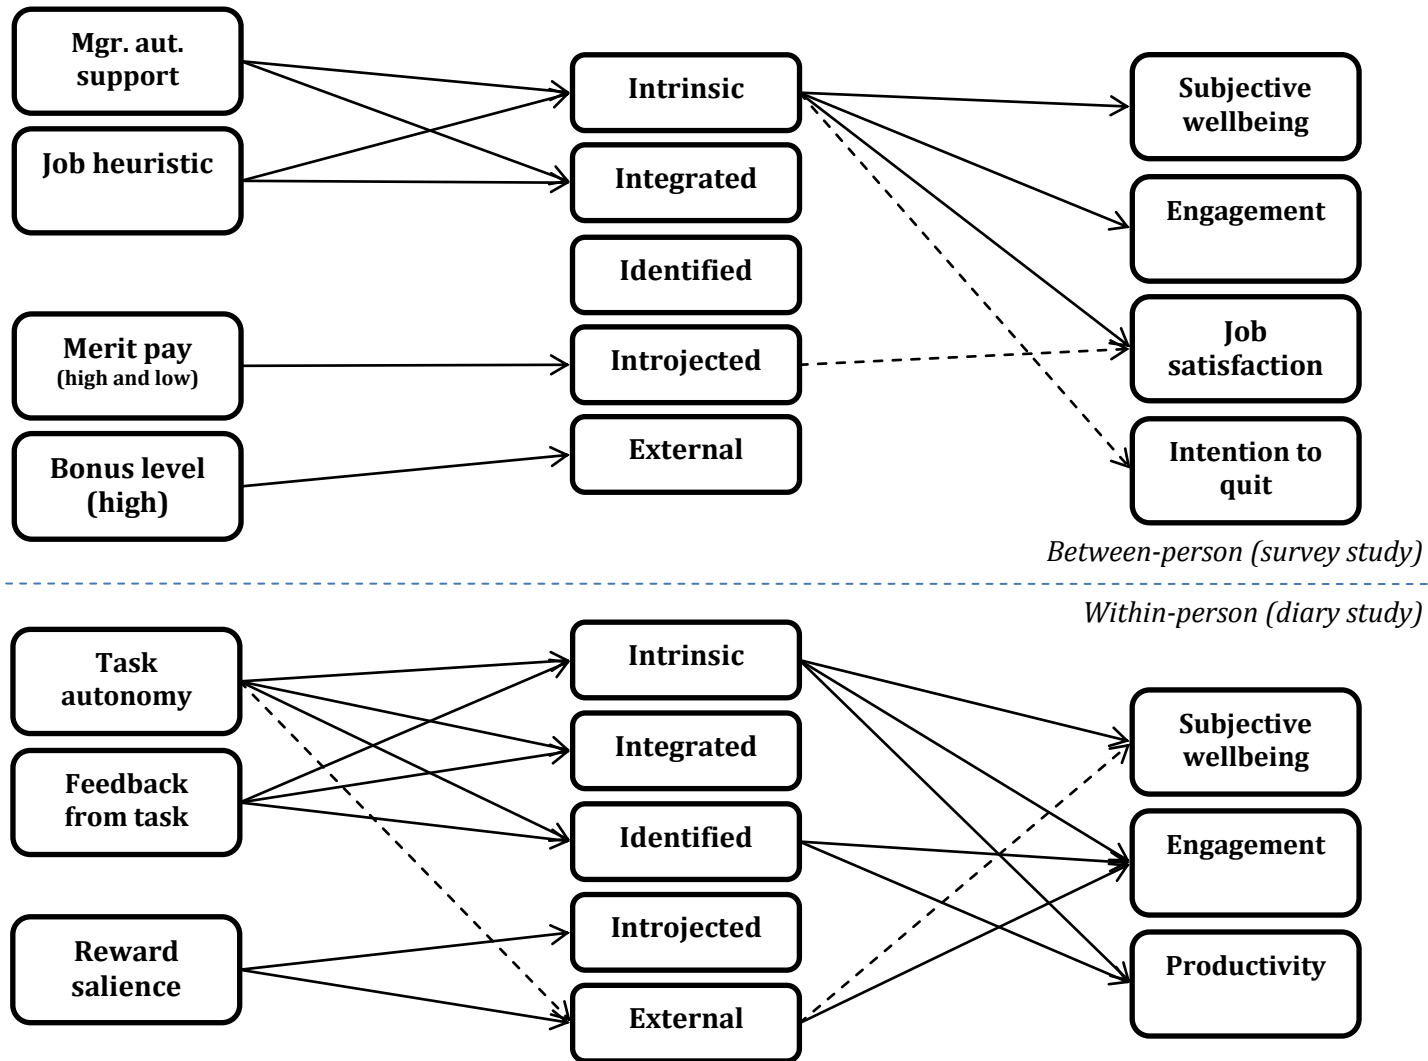 Mgr. aut.
support
Job heuristic
Merit pay
(high and low)
Bonus level
(high)
Intrinsic
Integrated
Identified
Introjected
External
Subjective
wellbeing
Engagement
Job
satisfaction
Intention to
quit
Between-person (survey study)
Within-person (diary study)
Task
autonomy
Feedback
from task
Reward
salience
Intrinsic
Integrated
Identified
Introjected
External
Subjective
wellbeing
Engagement
Productivity